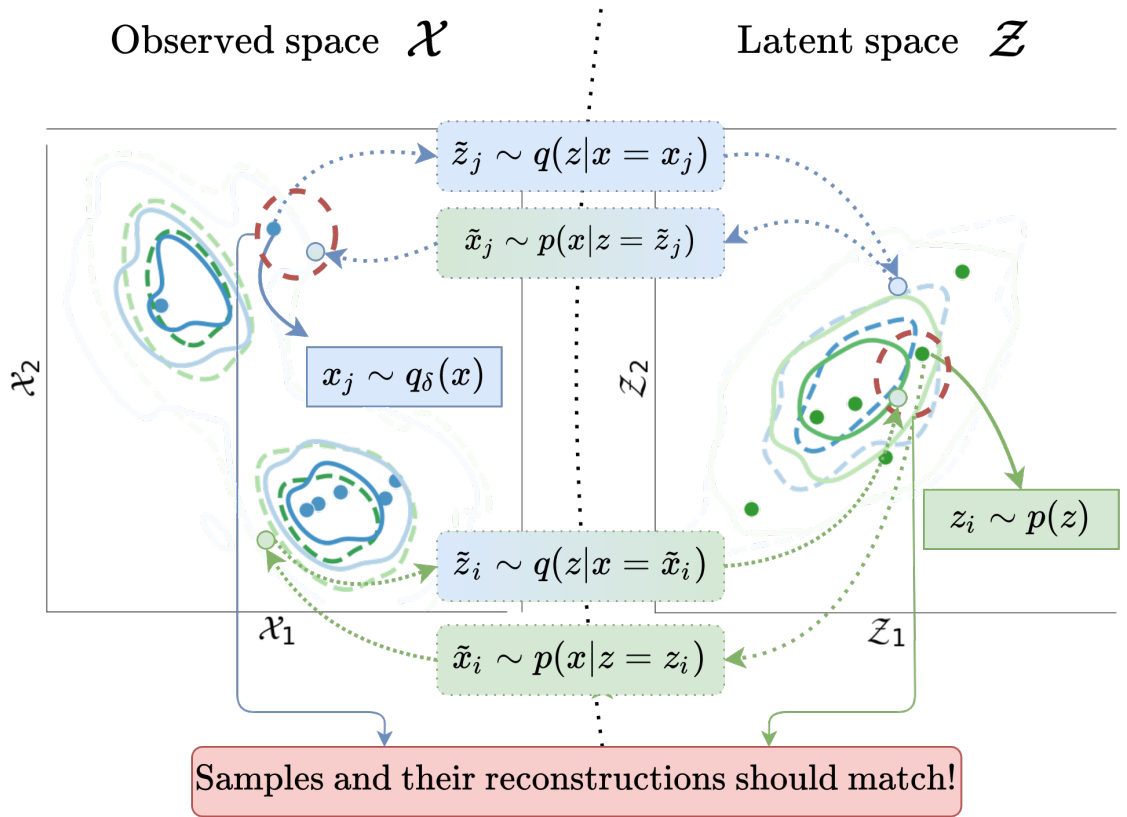 Observed space 𝒳
Latent space 𝒵
z̃ⱼ ∼ q(z|x = xⱼ)
x̃ⱼ ∼ p(x|z = z̃ⱼ)
𝒳₂
xⱼ ∼ q_δ(x)
𝒵₂
zᵢ ∼ p(z)
z̃ᵢ ∼ q(z|x = x̃ᵢ)
𝒳₁
𝒵₁
x̃ᵢ ∼ p(x|z = zᵢ)
Samples and their reconstructions should match!